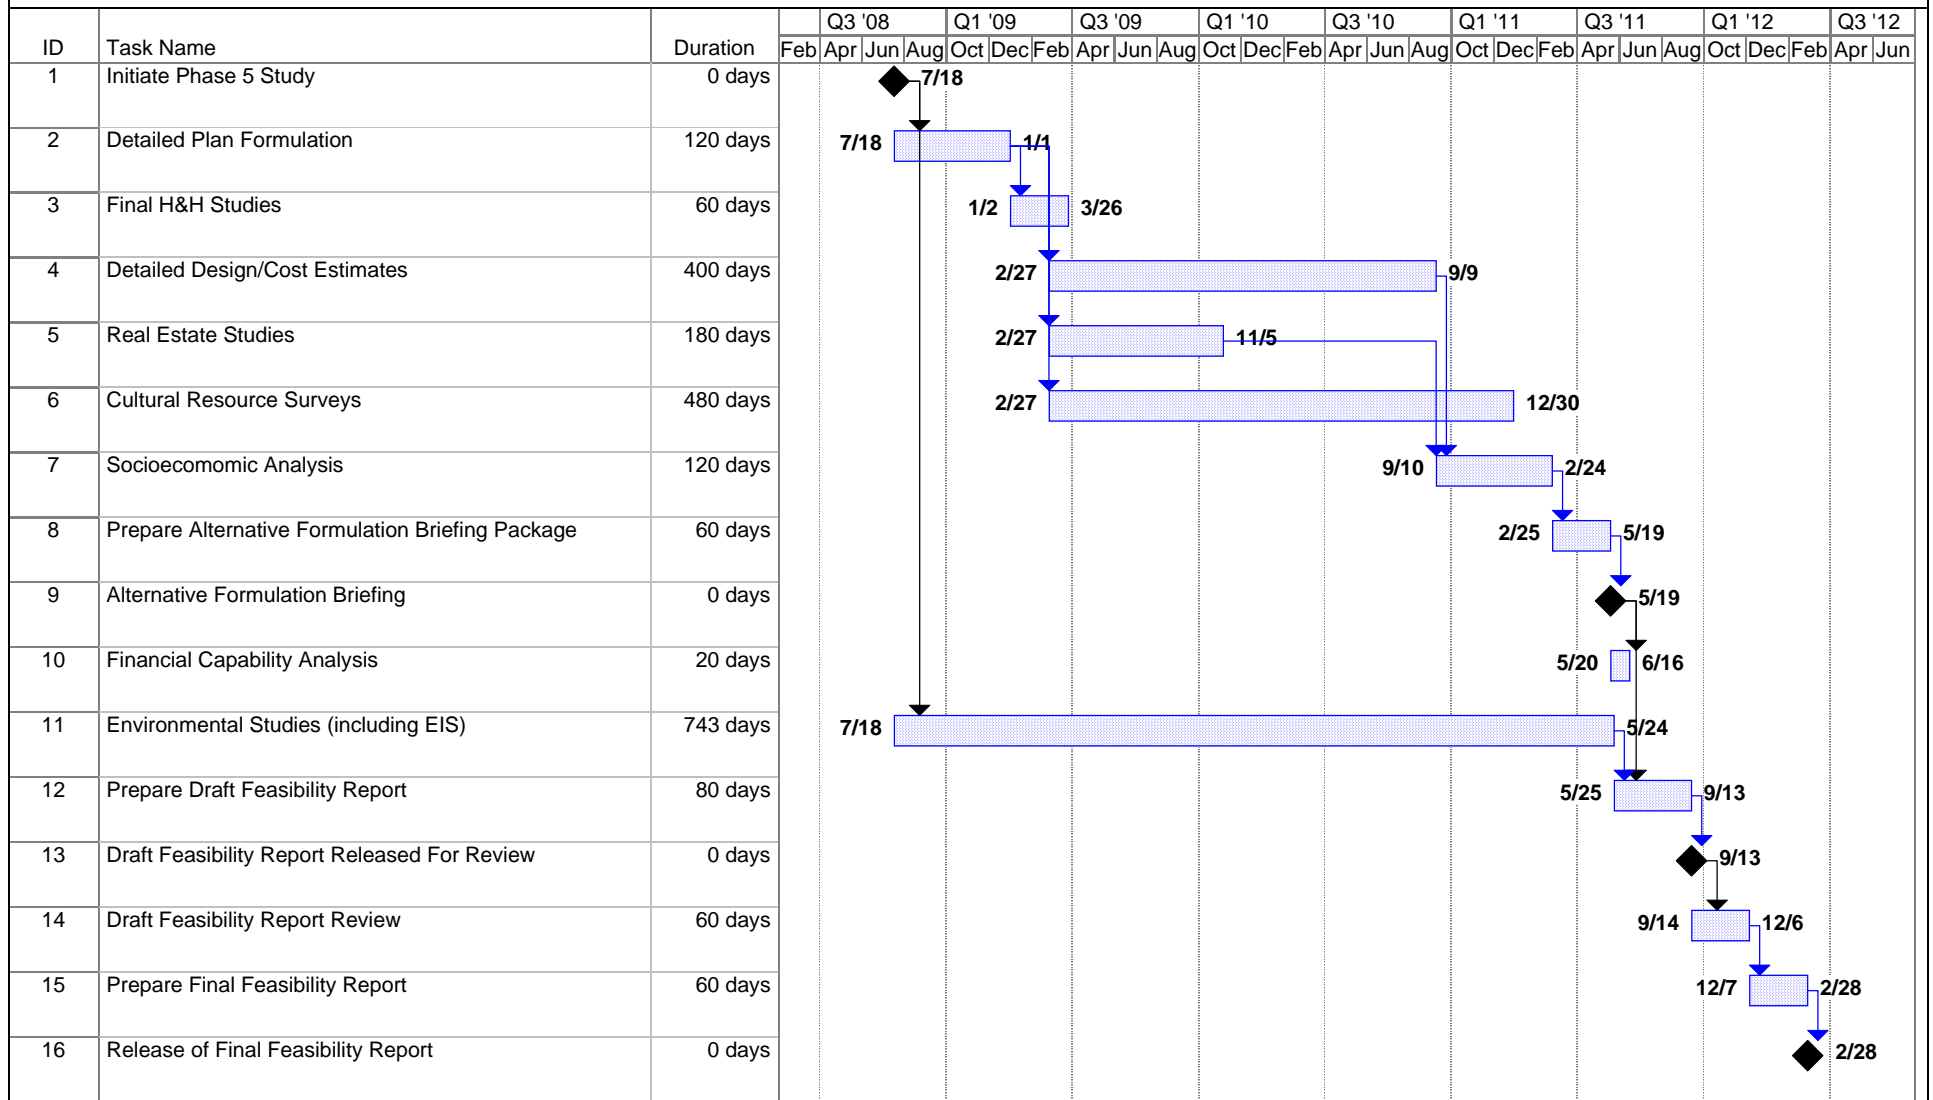 Q3 '08 Q1 '09 Q3 '09 Q1 '10 Q3 '10 Q1 '11 Q3 '11 Q1 '12 Q3 '12
ID Task Name Duration Feb Apr Jun Aug Oct Dec Feb Apr Jun Aug Oct Dec Feb Apr Jun Aug Oct Dec Feb Apr Jun Aug Oct Dec Feb Apr Jun
1 Initiate Phase 5 Study 0 days 7/18
2 Detailed Plan Formulation 120 days 7/18 1/1
3 Final H&H Studies 60 days 1/2 3/26
4 Detailed Design/Cost Estimates 400 days 2/27 9/9
5 Real Estate Studies 180 days 2/27 11/5
6 Cultural Resource Surveys 480 days 2/27 12/30
7 Socioecomomic Analysis 120 days 9/10 2/24
8 Prepare Alternative Formulation Briefing Package 60 days 2/25 5/19
9 Alternative Formulation Briefing 0 days 5/19
10 Financial Capability Analysis 20 days 5/20 6/16
11 Environmental Studies (including EIS) 743 days 7/18 5/24
12 Prepare Draft Feasibility Report 80 days 5/25 9/13
13 Draft Feasibility Report Released For Review 0 days 9/13
14 Draft Feasibility Report Review 60 days 9/14 12/6
15 Prepare Final Feasibility Report 60 days 12/7 2/28
16 Release of Final Feasibility Report 0 days 2/28